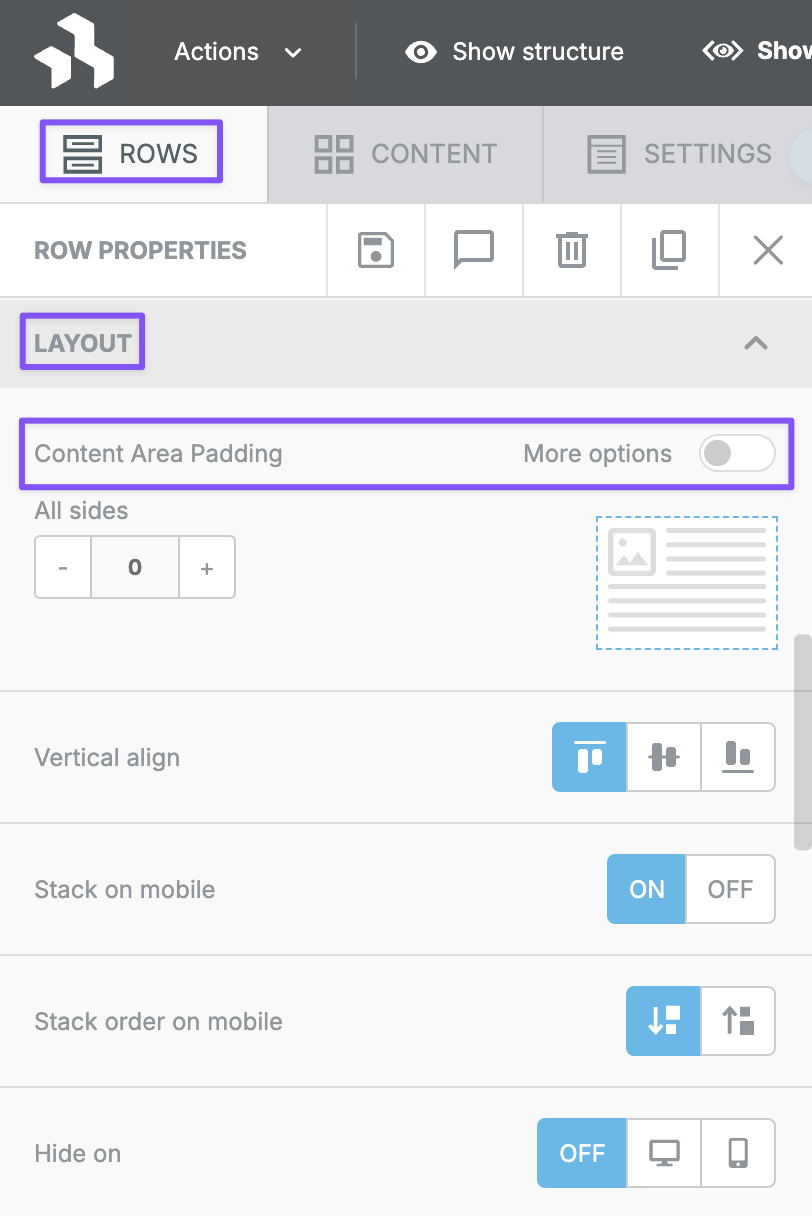 Actions
Show structure
Show
ROWS
CONTENT
SETTINGS
ROW PROPERTIES
LAYOUT
Content Area Padding
More options
All sides
- 0 +
Vertical align
Stack on mobile
ON OFF
Stack order on mobile
Hide on
OFF